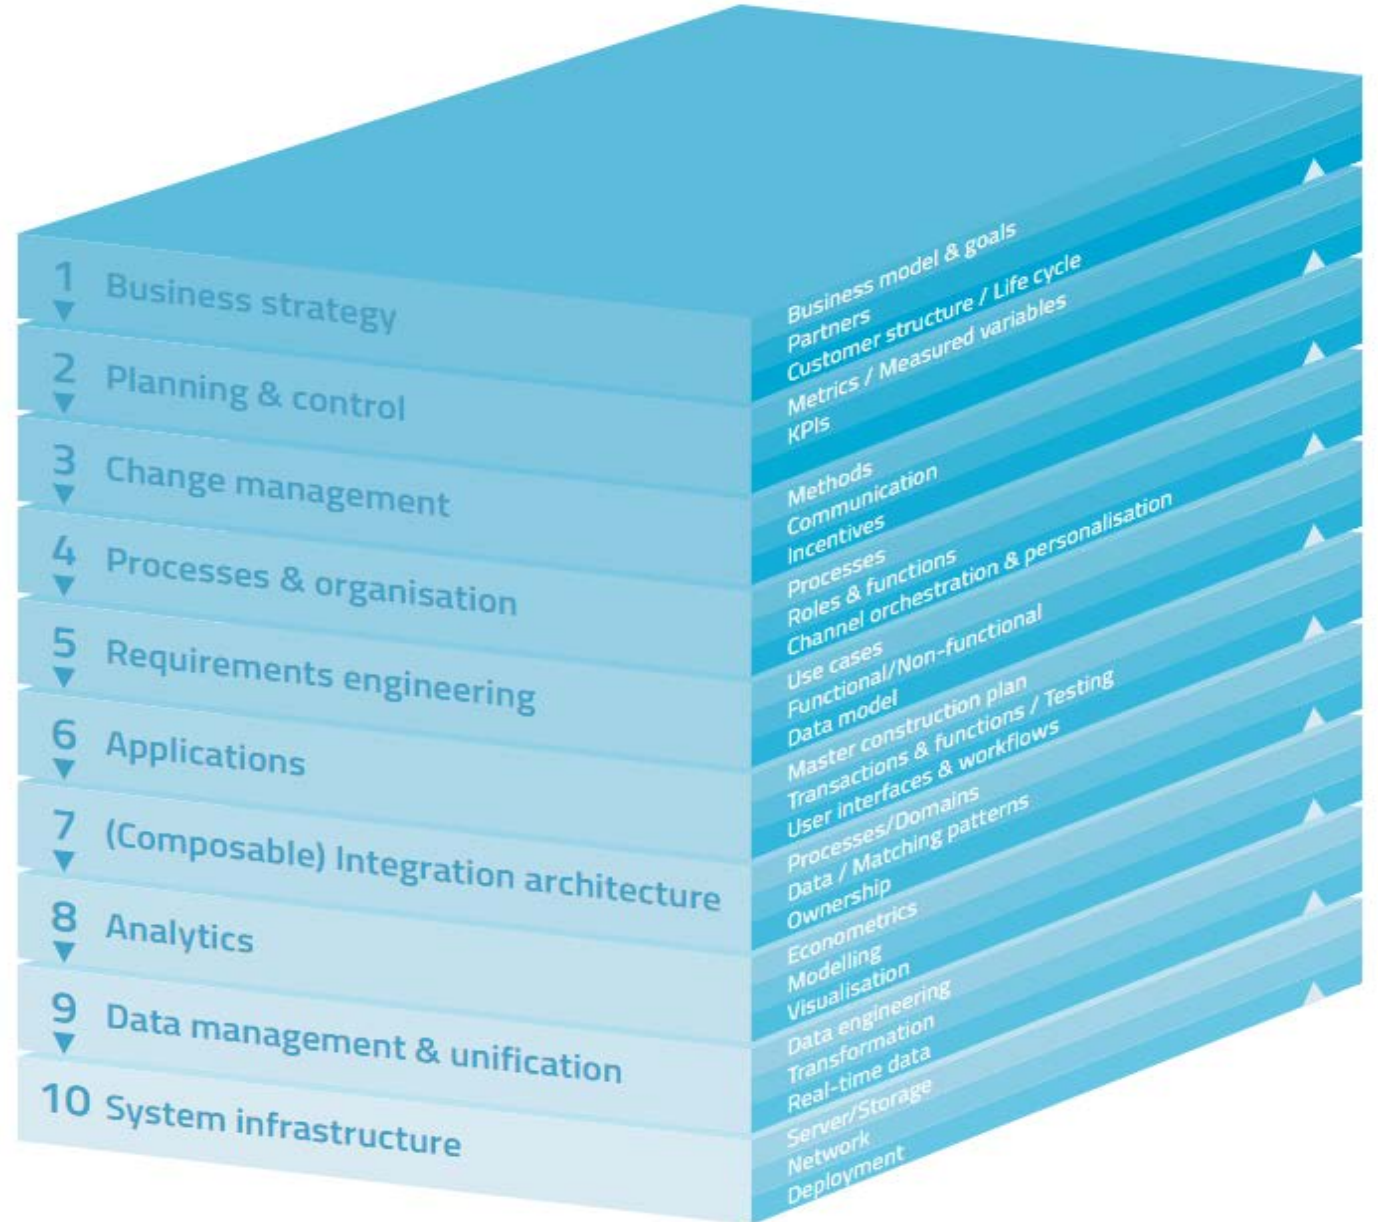 1 Business strategy
Business model & goals
Partners
Customer structure / Life cycle
2 Planning & control
Metrics / Measured variables
KPIs
3 Change management
Methods
Communication
Incentives
4 Processes & organisation
Processes
Roles & functions
Channel orchestration & personalisation
5 Requirements engineering
Use cases
Functional/Non-functional
Data model
6 Applications
Master construction plan
Transactions & functions / Testing
User interfaces & workflows
7 (Composable) Integration architecture
Processes/Domains
Data / Matching patterns
Ownership
8 Analytics
Econometrics
Modelling
Visualisation
9 Data management & unification
Data engineering
Transformation
Real-time data
10 System infrastructure
Server/Storage
Network
Deployment